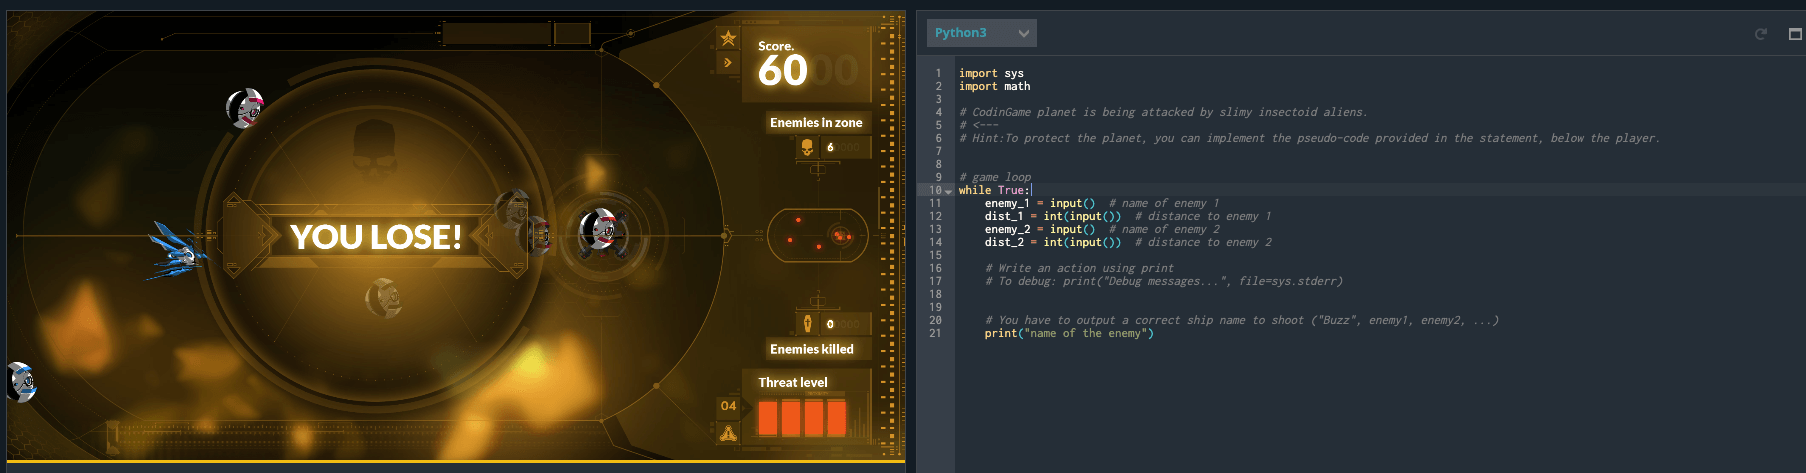 Score.
6000
Enemies in zone
6
YOU LOSE!
0
Enemies killed
Threat level
04
Python3
1 import sys
2 import math
3
4 # CodinGame planet is being attacked by slimy insectoid aliens.
5 # <---
6 # Hint:To protect the planet, you can implement the pseudo-code provided in the statement, below the player.
7
8
9 # game loop
10 while True:
11 enemy_1 = input()  # name of enemy 1
12 dist_1 = int(input())  # distance to enemy 1
13 enemy_2 = input()  # name of enemy 2
14 dist_2 = int(input())  # distance to enemy 2
15
16 # Write an action using print
17 # To debug: print("Debug messages...", file=sys.stderr)
18
19
20 # You have to output a correct ship name to shoot ("Buzz", enemy1, enemy2, ...)
21 print("name of the enemy")